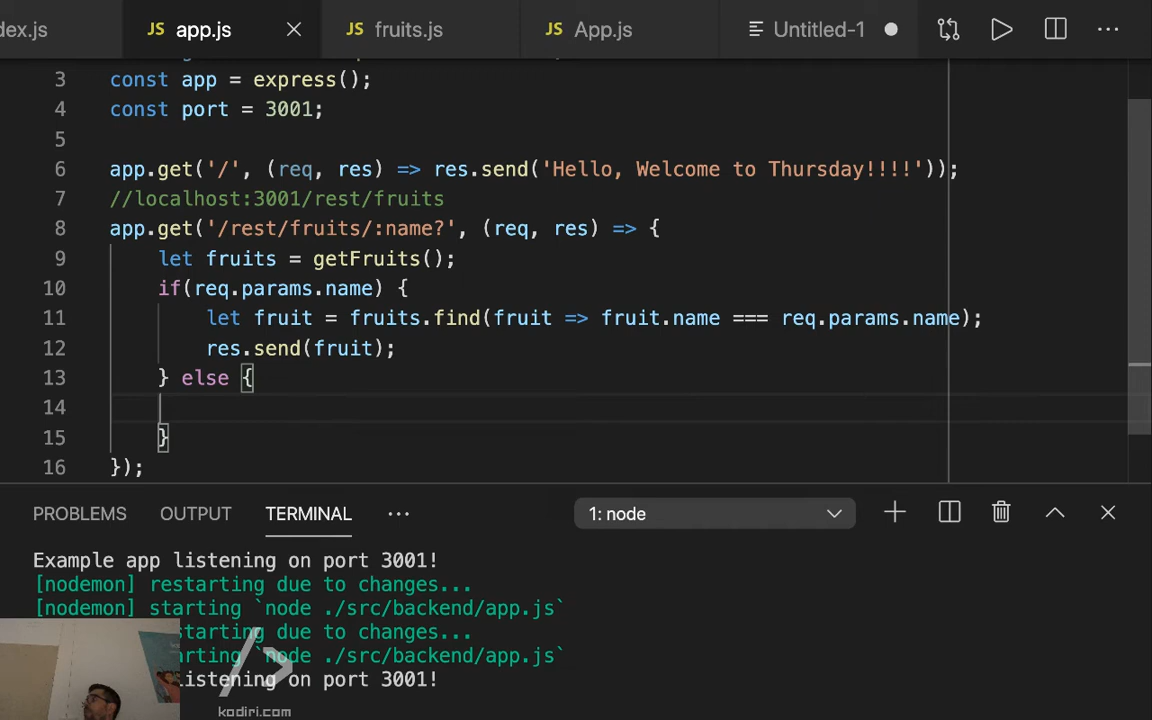 dex.js
JS app.js
JS fruits.js
JS App.js
Untitled-1
3 const app = express();
4 const port = 3001;
5
6 app.get('/', (req, res) => res.send('Hello, Welcome to Thursday!!!!'));
7 //localhost:3001/rest/fruits
8 app.get('/rest/fruits/:name?', (req, res) => {
9 let fruits = getFruits();
10 if(req.params.name) {
11 let fruit = fruits.find(fruit => fruit.name === req.params.name);
12 res.send(fruit);
13 } else {
14
15 }
16 });
PROBLEMS OUTPUT TERMINAL ··· 1: node
Example app listening on port 3001!
[nodemon] restarting due to changes...
[nodemon] starting `node ./src/backend/app.js`
starting due to changes...
arting `node ./src/backend/app.js`
listening on port 3001!
kodiri.com